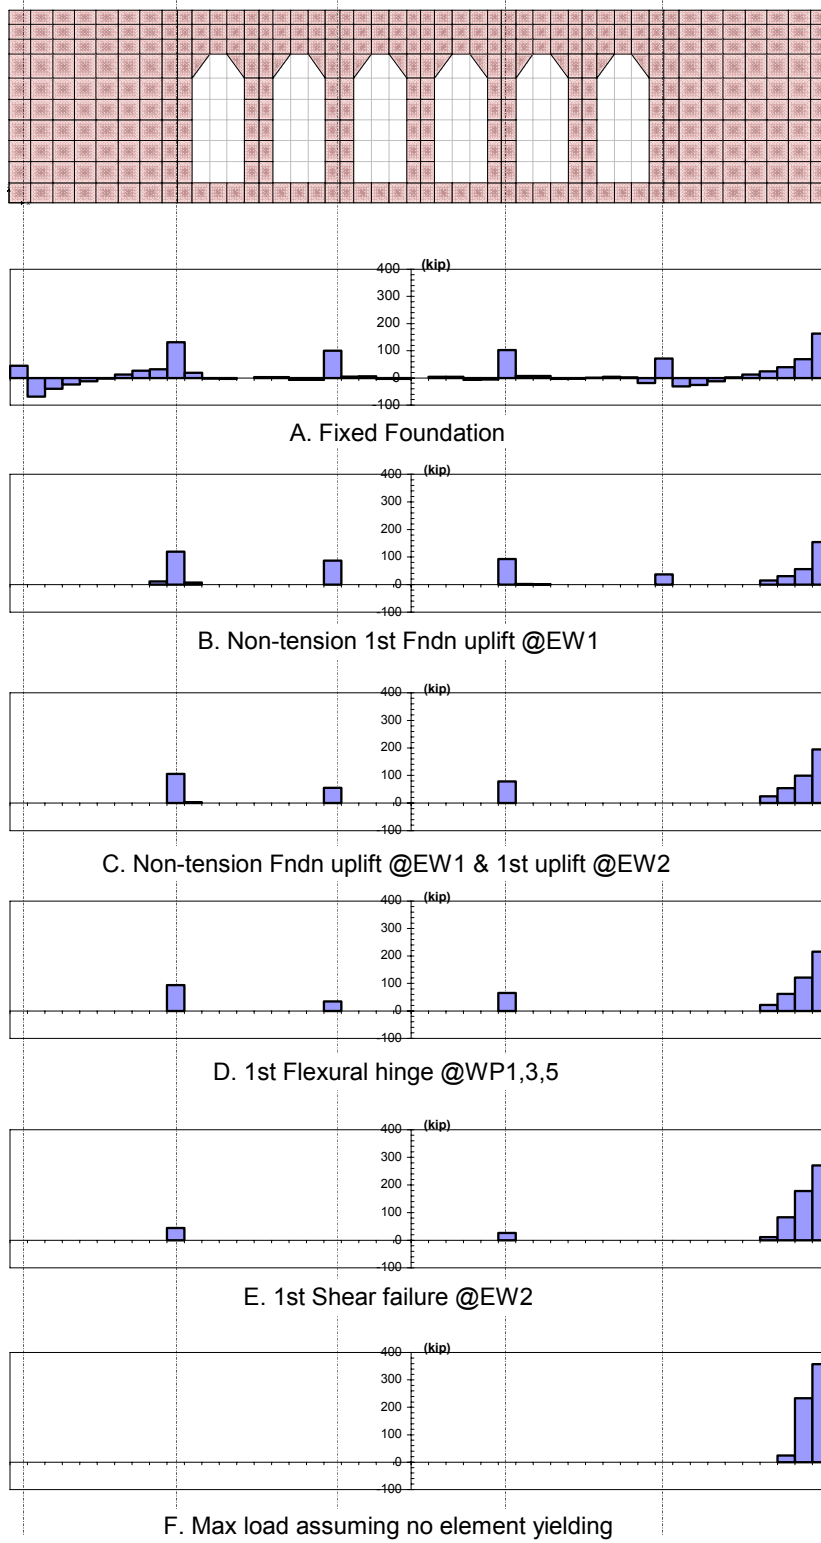 400 (kip)
300
200
100
0
-100
A. Fixed Foundation
400 (kip)
300
200
100
0
-100
B. Non-tension 1st Fndn uplift @EW1
400 (kip)
300
200
100
0
-100
C. Non-tension Fndn uplift @EW1 & 1st uplift @EW2
400 (kip)
300
200
100
0
-100
D. 1st Flexural hinge @WP1,3,5
400 (kip)
300
200
100
0
-100
E. 1st Shear failure @EW2
400 (kip)
300
200
100
0
-100
F. Max load assuming no element yielding